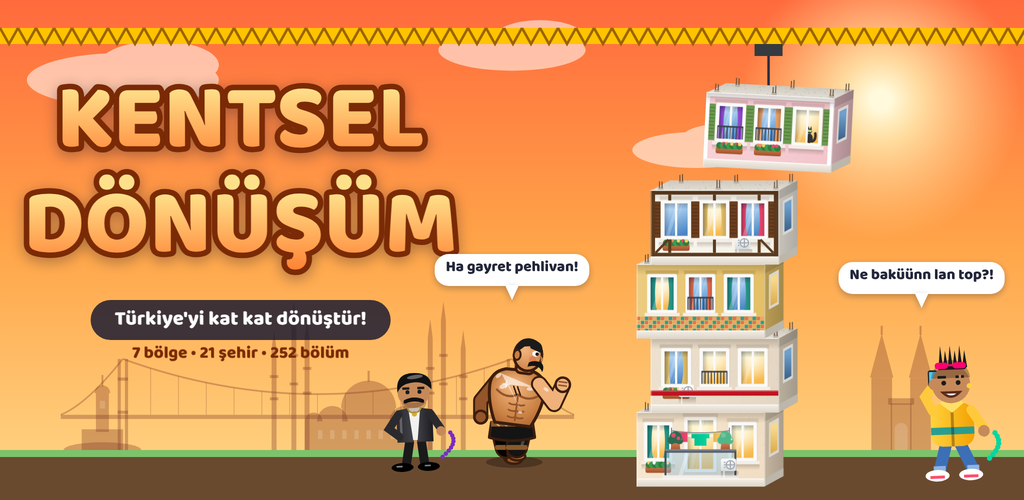 KENTSEL
DÖNÜŞÜM
Ha gayret pehlivan!
Ne baküünn lan top?!
Türkiye'yi kat kat dönüştür!
7 bölge • 21 şehir • 252 bölüm